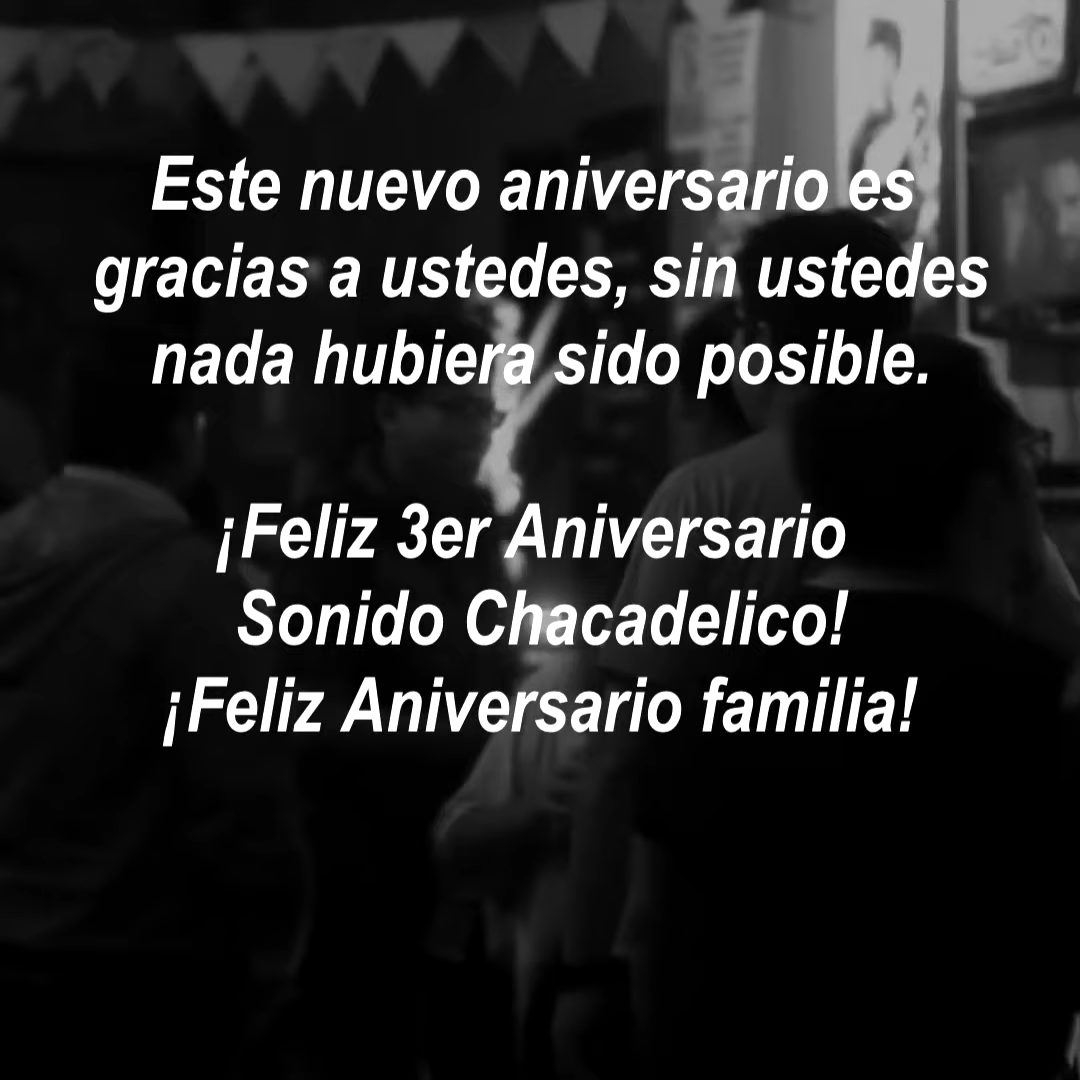 Este nuevo aniversario es
gracias a ustedes, sin ustedes
nada hubiera sido posible.
¡Feliz 3er Aniversario
Sonido Chacadelico!
¡Feliz Aniversario familia!